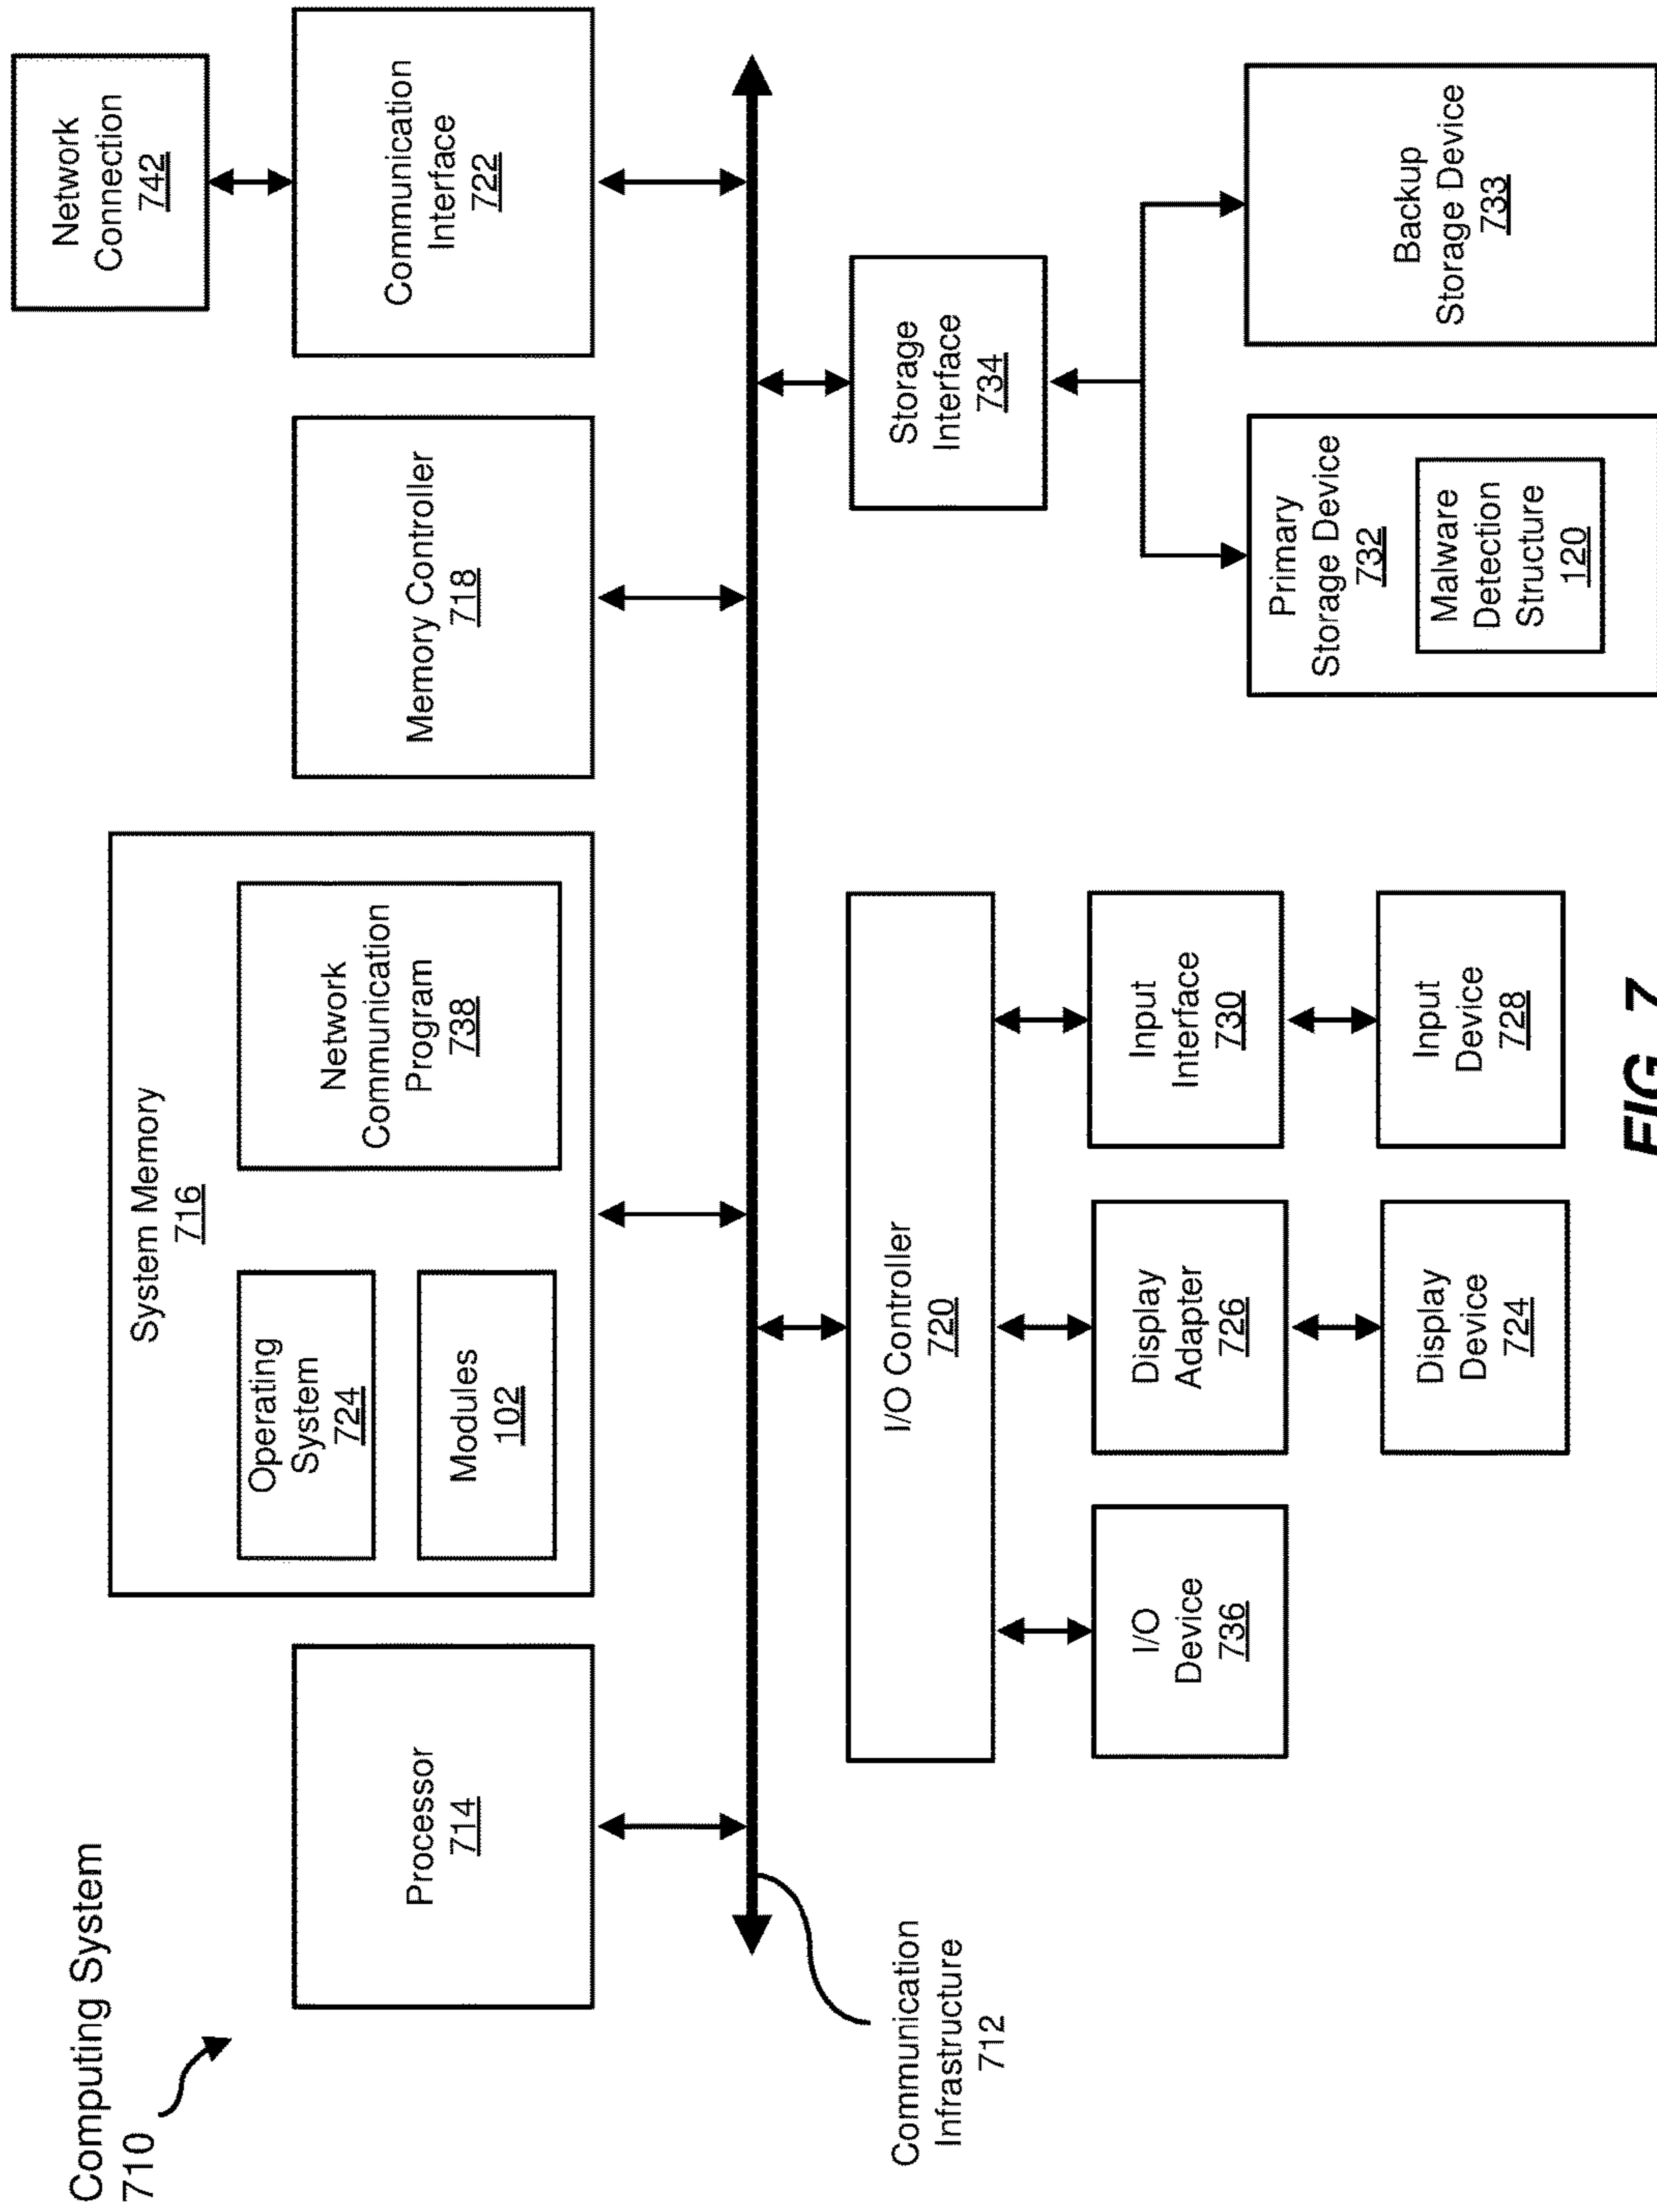 Computing System
710
Processor
714
System Memory
716
Operating
System
724
Modules
102
Network
Communication
Program
738
Memory Controller
718
Network
Connection
742
Communication
Interface
722
Communication
Infrastructure
712
I/O Controller
720
I/O
Device
736
Display
Adapter
726
Display
Device
724
Input
Interface
730
Input
Device
728
Storage
Interface
734
Primary
Storage Device
732
Malware
Detection
Structure
120
Backup
Storage Device
733
FIG. 7